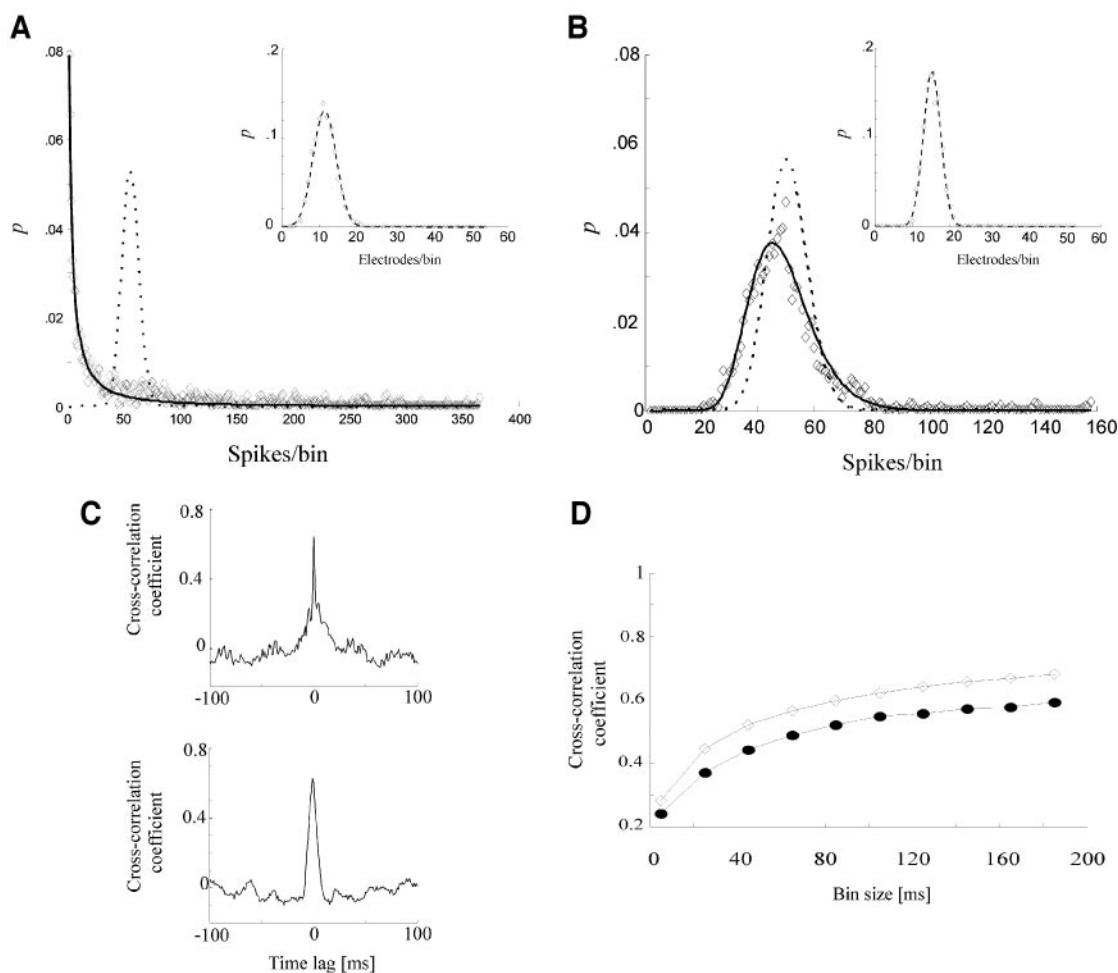 A
.08
.06
.04
.02
0
p
0 50 100 150 200 250 300 350 400
Spikes/bin
.2
.1
0
p
0 10 20 30 40 50 60
Electrodes/bin
B
.08
.06
.04
.02
0
p
0 20 40 60 80 100 120 140 160
Spikes/bin
.2
.1
0
p
0 10 20 30 40 50 60
Electrodes/bin
C
Cross-correlation
coefficient
0.8
0.4
0
-100 0 100
Cross-correlation
coefficient
0.8
0.4
0
-100 0 100
Time lag [ms]
D
Cross-correlation
coefficient
1
0.8
0.6
0.4
0.2
0 40 80 120 160 200
Bin size [ms]